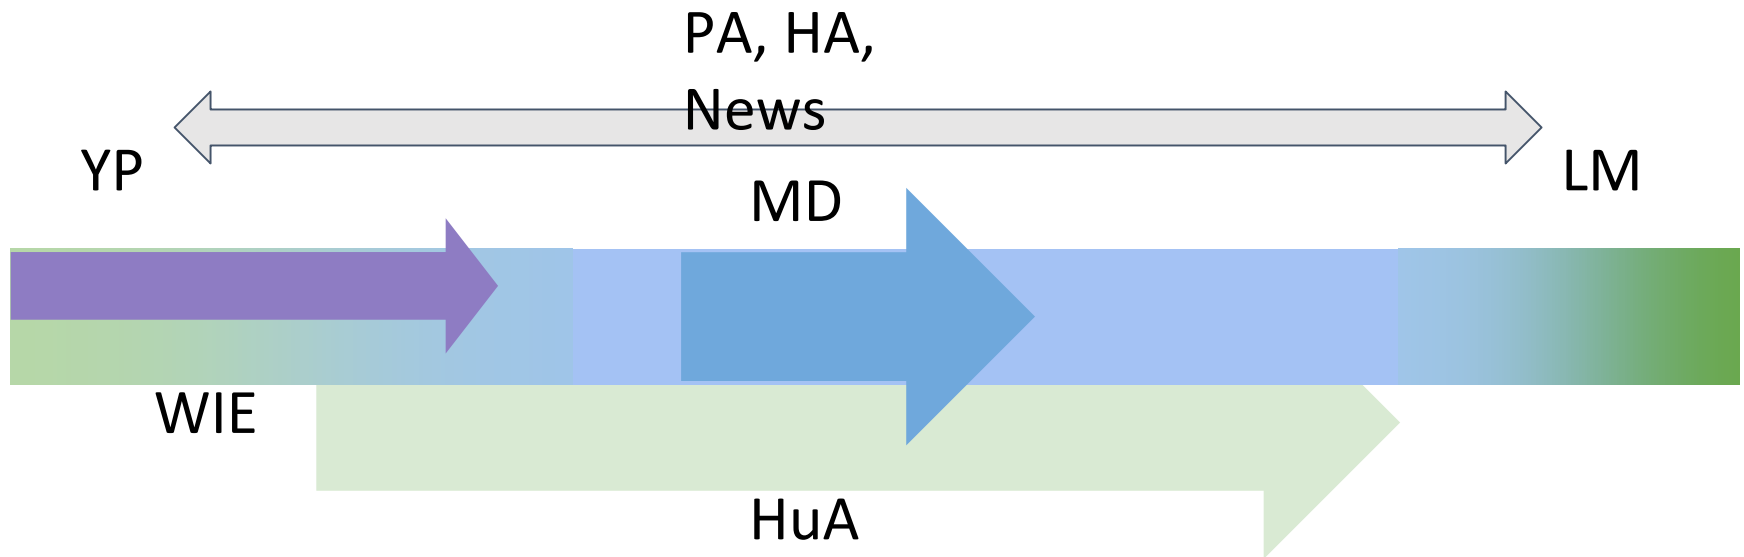 PA, HA,
News
YP
LM
MD
WIE
HuA